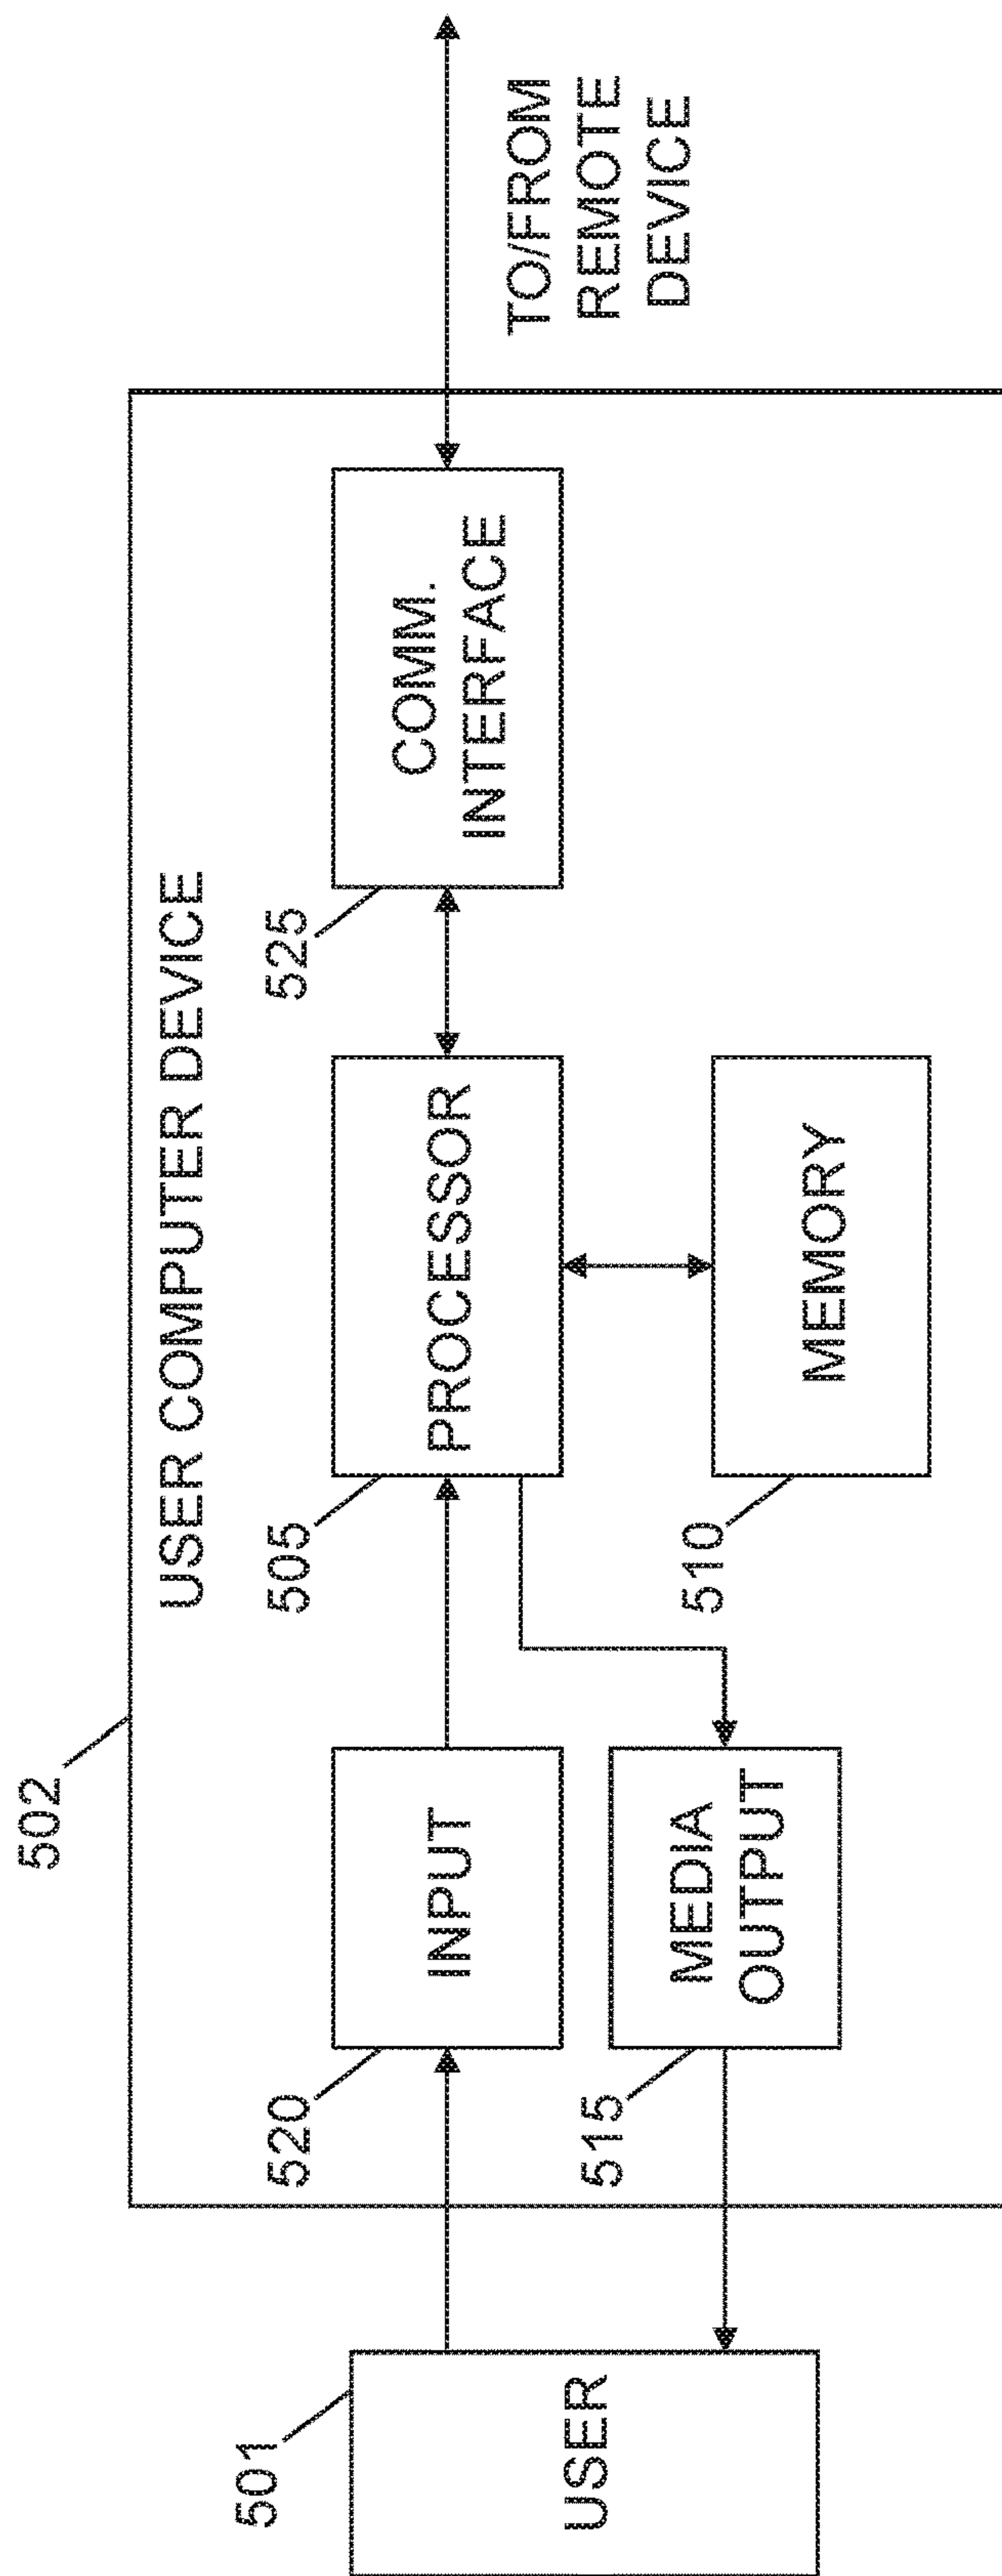 502
USER COMPUTER DEVICE
501
USER
520
INPUT
505
PROCESSOR
525
COMM.
INTERFACE
TO/FROM
REMOTE
DEVICE
515
MEDIA
OUTPUT
510
MEMORY